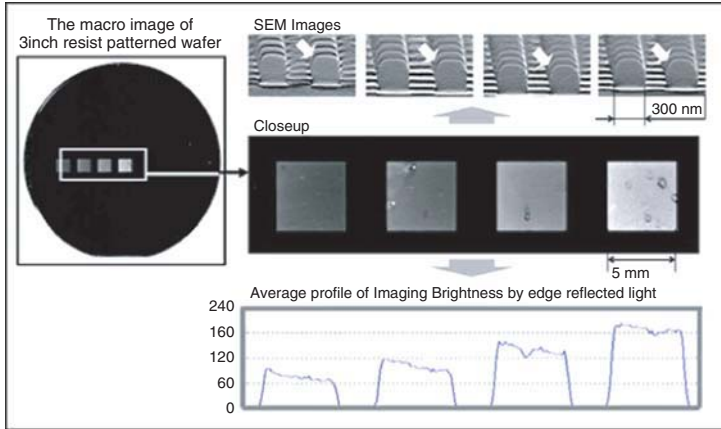 The macro image of
3inch resist patterned wafer
SEM Images
300 nm
Closeup
5 mm
Average profile of Imaging Brightness by edge reflected light
240
160
120
60
0